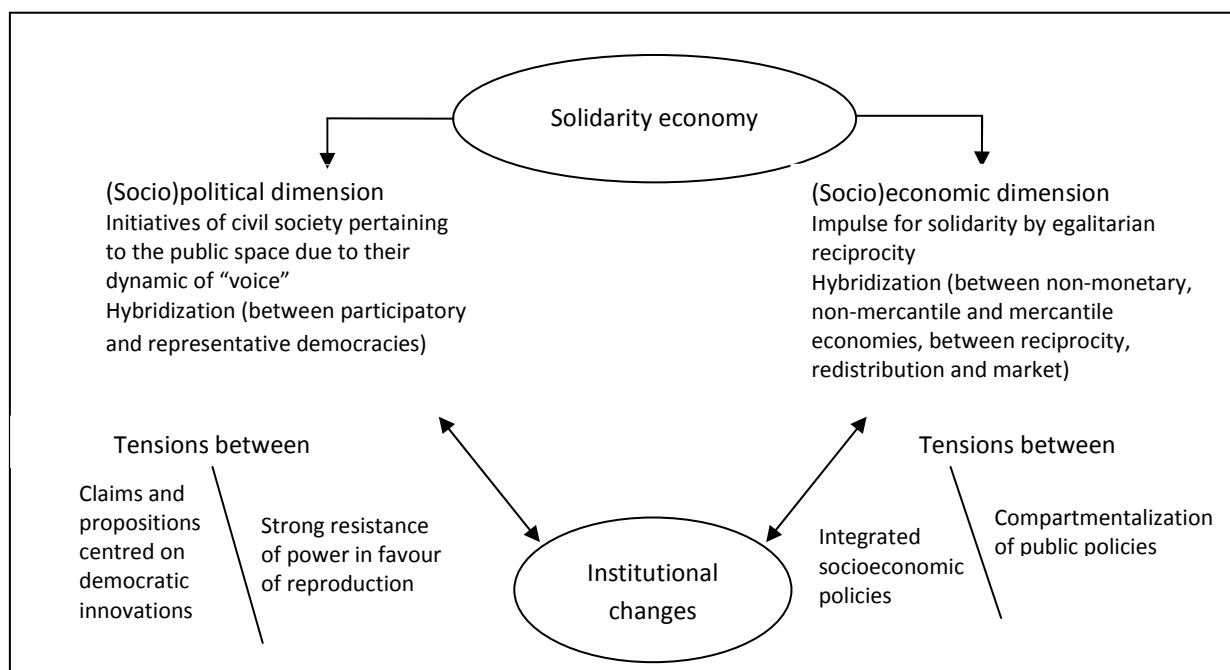 Solidarity economy
(Socio)political dimension
Initiatives of civil society pertaining
to the public space due to their
dynamic of “voice”
Hybridization (between participatory
and representative democracies)
(Socio)economic dimension
Impulse for solidarity by egalitarian
reciprocity
Hybridization (between non-monetary,
non-mercantile and mercantile
economies, between reciprocity,
redistribution and market)
Tensions between
Claims and
propositions
centred on
democratic
innovations
Strong resistance
of power in favour
of reproduction
Institutional
changes
Tensions between
Integrated
socioeconomic
policies
Compartmentalization
of public policies